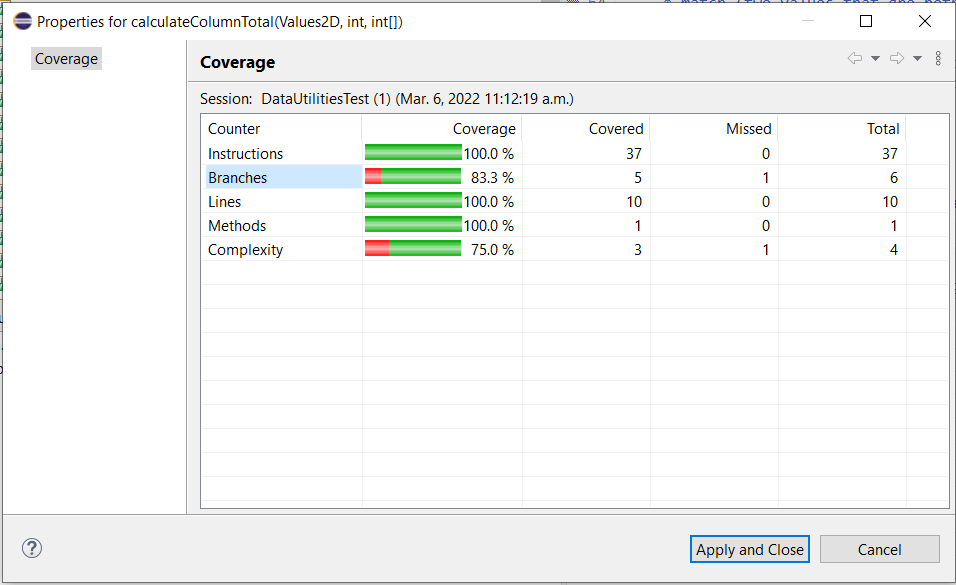 Properties for calculateColumnTotal(Values2D, int, int[])
Coverage
Coverage
Session: DataUtilitiesTest (1) (Mar. 6, 2022 11:12:19 a.m.)
Counter Coverage Covered Missed Total
Instructions 100.0 % 37 0 37
Branches 83.3 % 5 1 6
Lines 100.0 % 10 0 10
Methods 100.0 % 1 0 1
Complexity 75.0 % 3 1 4
Apply and Close Cancel